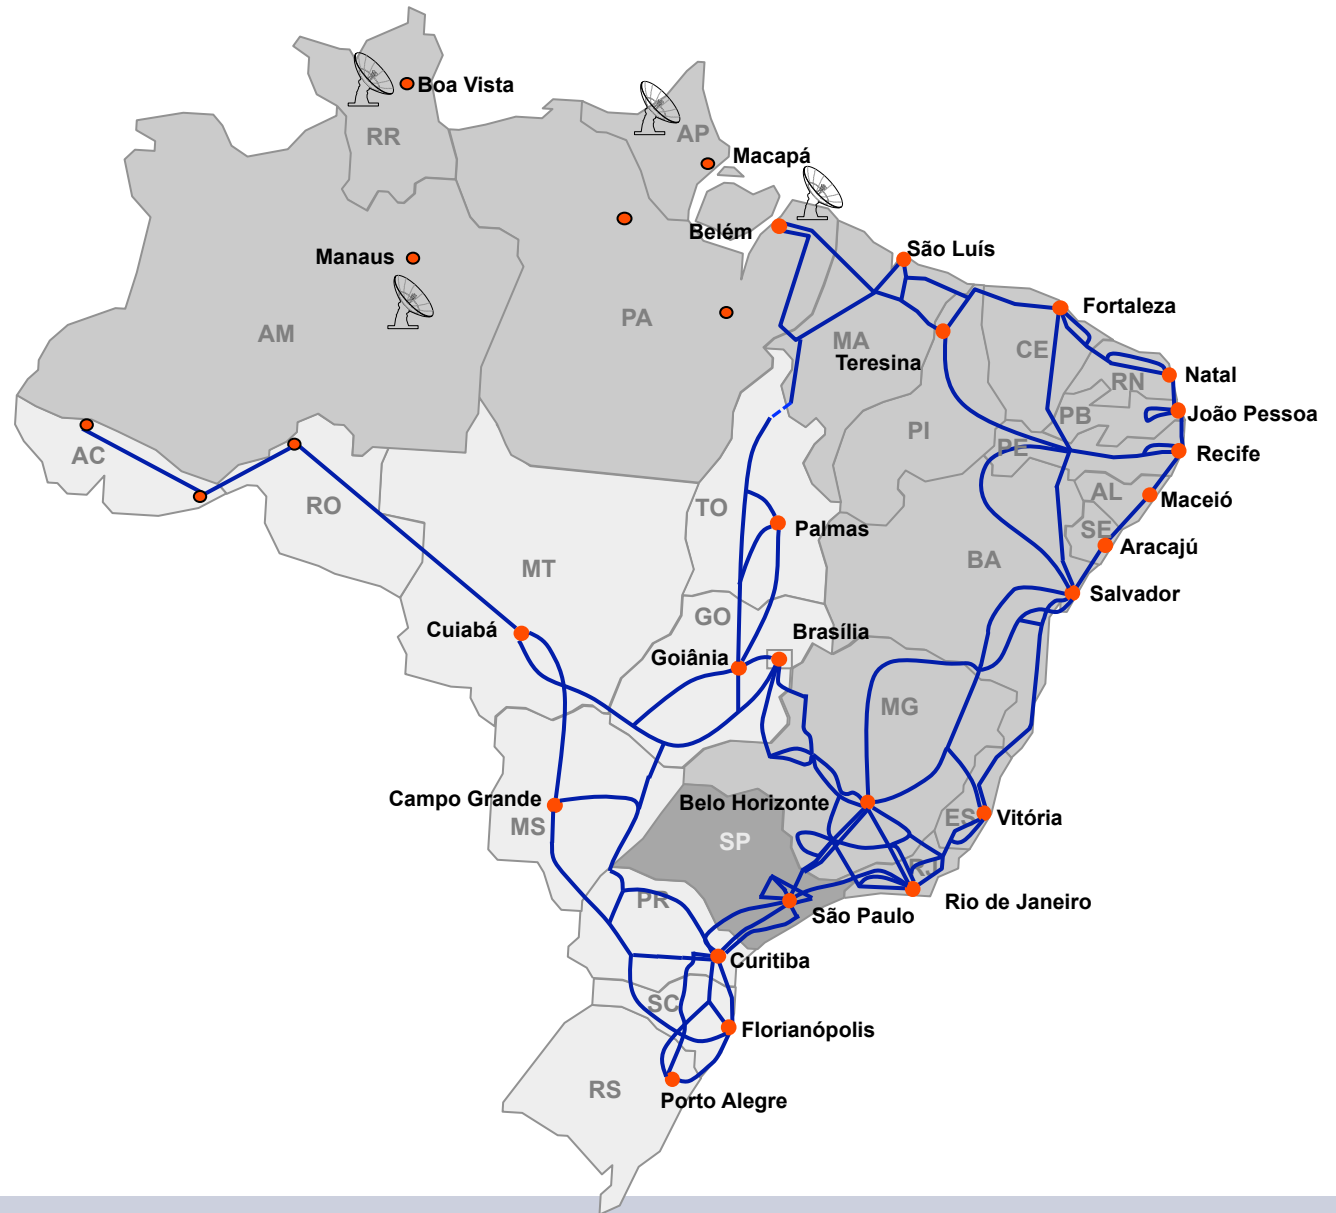 Boa Vista
RR
AP
Macapá
Belém
São Luís
Manaus
Fortaleza
PA
AM
MA
CE
Teresina
Natal
RN
João Pessoa
PB
PI
PE
Recife
AC
AL
Maceió
RO
TO
SE
Palmas
Aracajú
BA
MT
Salvador
GO
Cuiabá
Brasília
Goiânia
MG
Campo Grande
Belo Horizonte
ES
Vitória
MS
SP
RJ
PR
Rio de Janeiro
São Paulo
Curitiba
SC
Florianópolis
RS
Porto Alegre